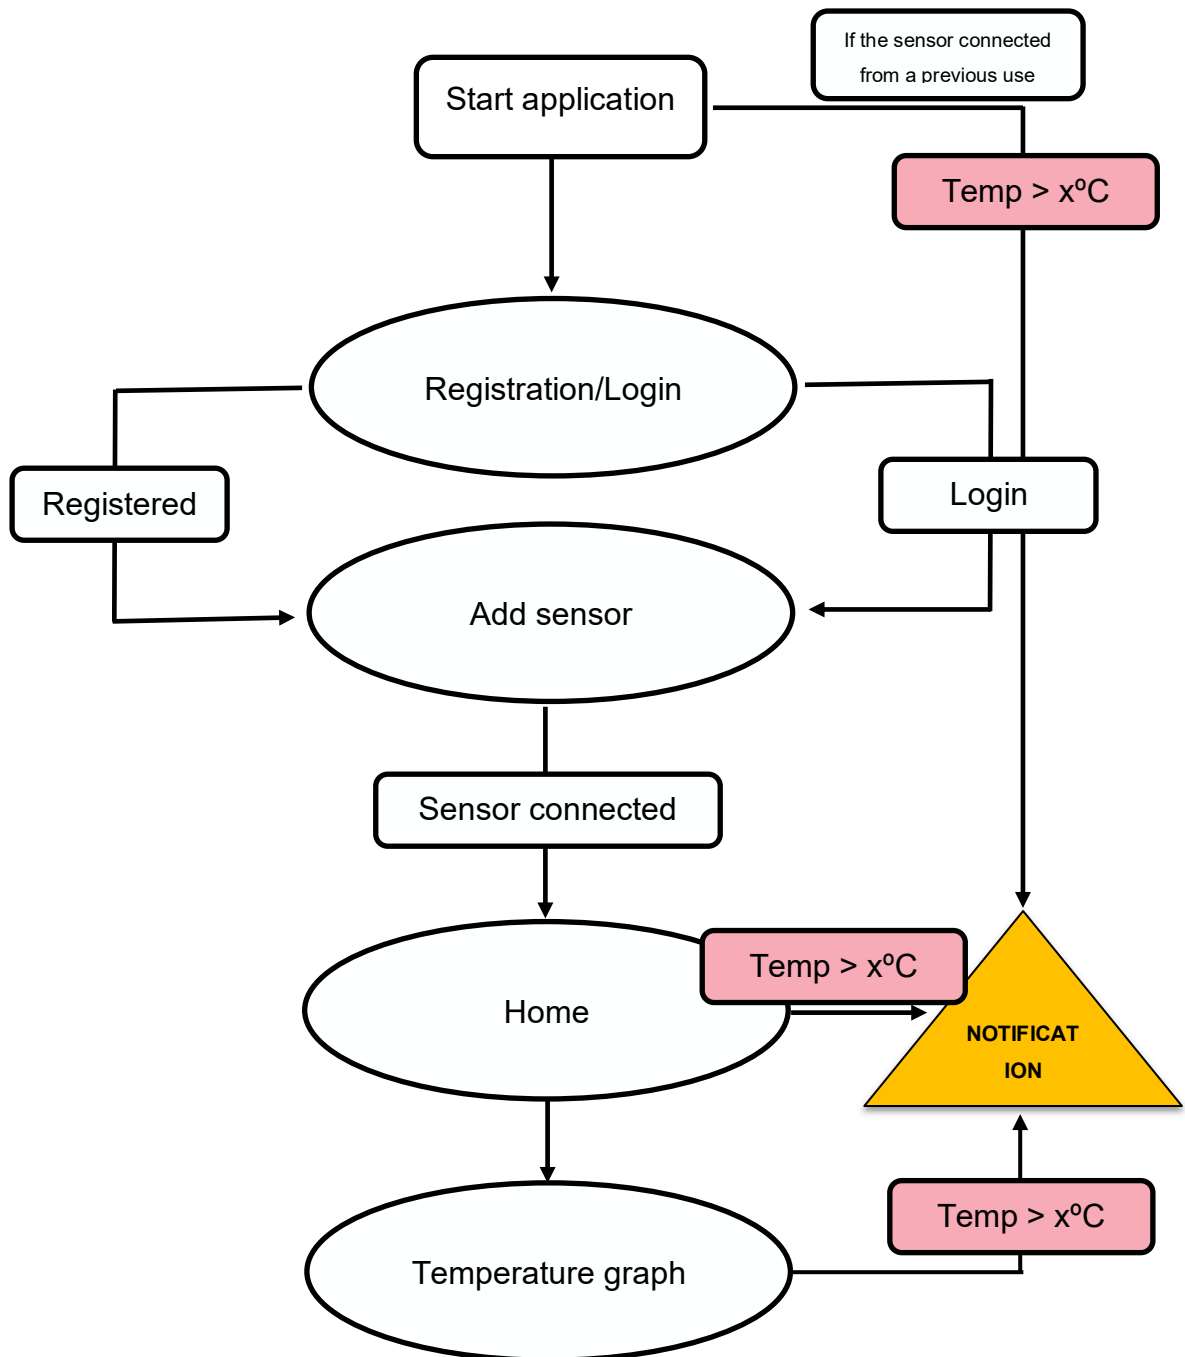 If the sensor connected
from a previous use
Start application
Temp > xºC
Registration/Login
Registered
Login
Add sensor
Sensor connected
Temp > xºC
Home
NOTIFICAT
ION
Temp > xºC
Temperature graph